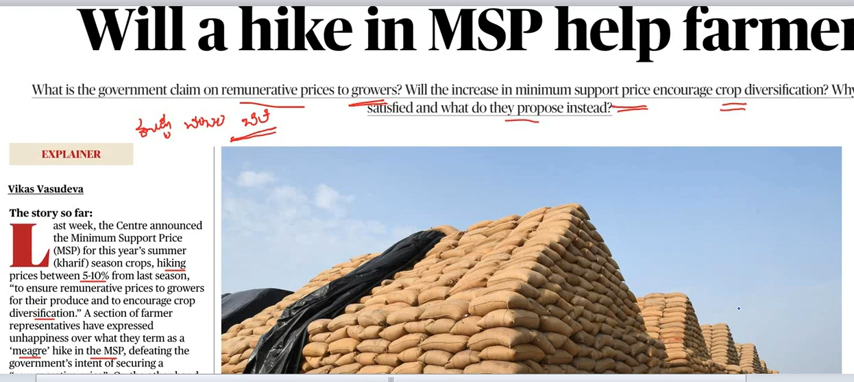 Will a hike in MSP help farmer
What is the government claim on remunerative prices to growers? Will the increase in minimum support price encourage crop diversification? Why
satisfied and what do they propose instead?
EXPLAINER
Vikas Vasudeva
The story so far:
Last week, the Centre announced
the Minimum Support Price
(MSP) for this year's summer
(kharif) season crops, hiking
prices between 5-10% from last season,
“to ensure remunerative prices to growers
for their produce and to encourage crop
diversification.” A section of farmer
representatives have expressed
unhappiness over what they term as a
‘meagre’ hike in the MSP, defeating the
government's intent of securing a